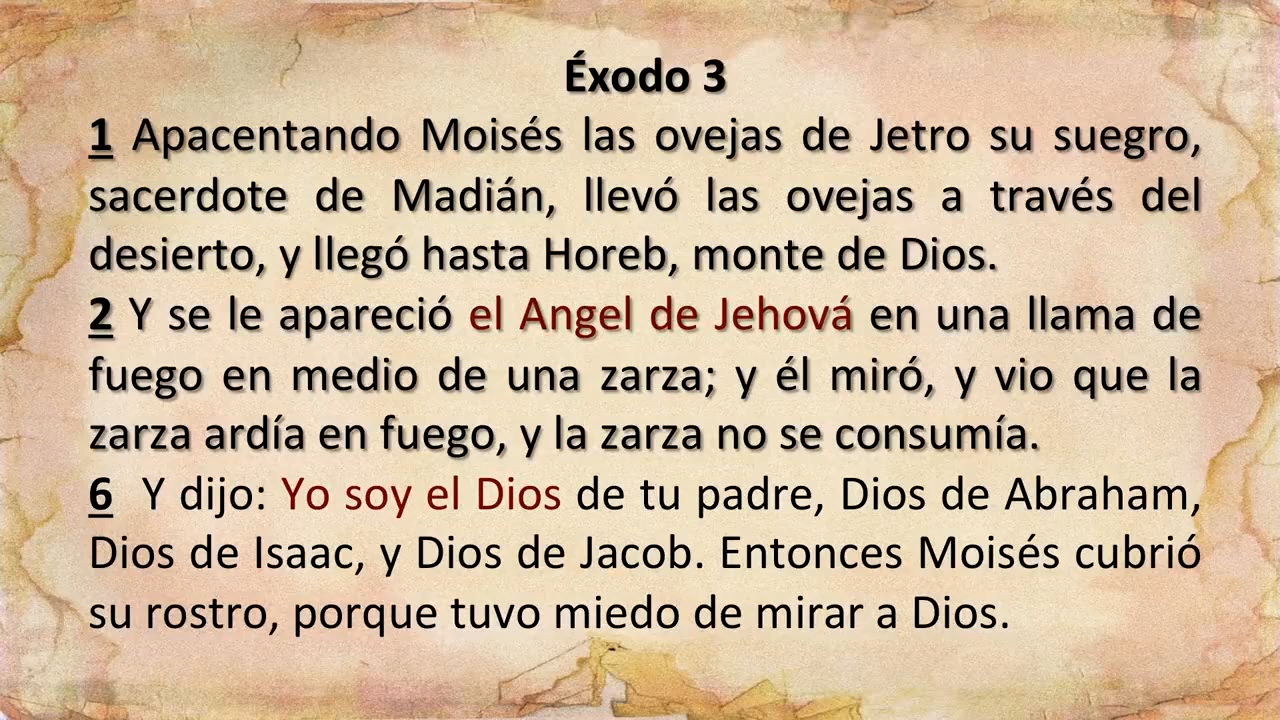 Éxodo 3
1 Apacentando Moisés las ovejas de Jetro su suegro,
sacerdote de Madián, llevó las ovejas a través del
desierto, y llegó hasta Horeb, monte de Dios.
2 Y se le apareció el Angel de Jehová en una llama de
fuego en medio de una zarza; y él miró, y vio que la
zarza ardía en fuego, y la zarza no se consumía.
6 Y dijo: Yo soy el Dios de tu padre, Dios de Abraham,
Dios de Isaac, y Dios de Jacob. Entonces Moisés cubrió
su rostro, porque tuvo miedo de mirar a Dios.